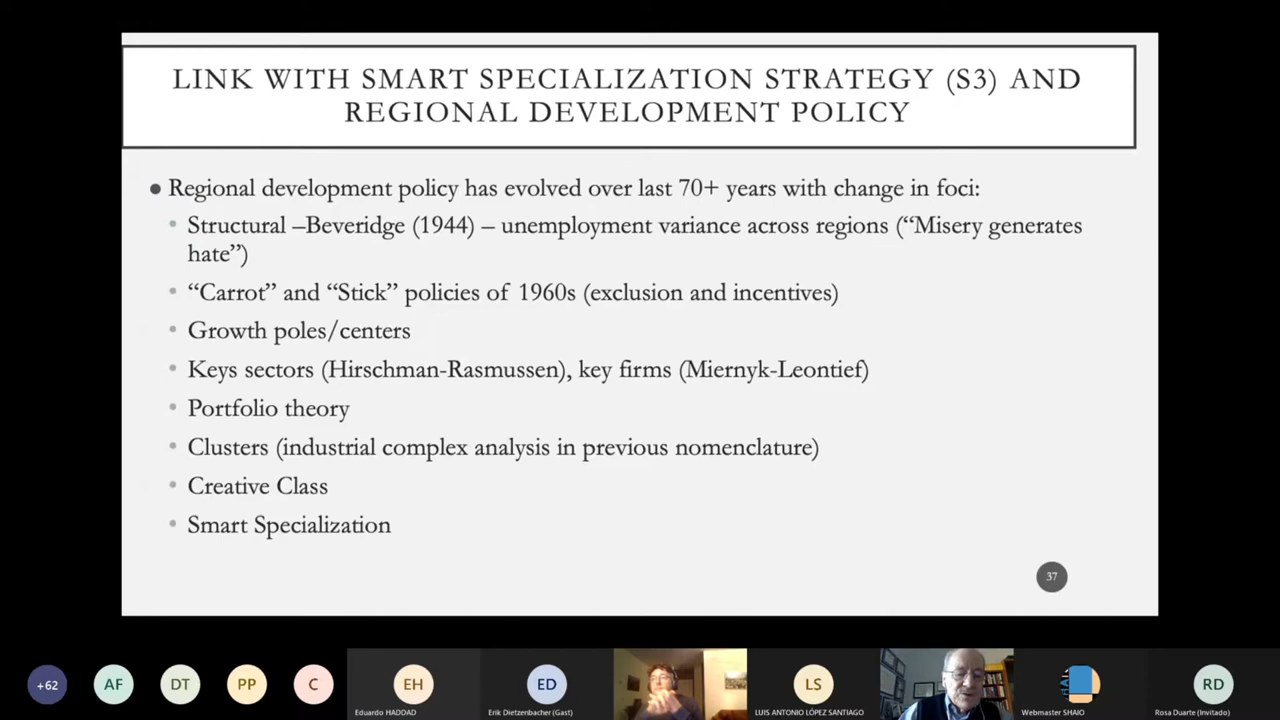 LINK WITH SMART SPECIALIZATION STRATEGY (S3) AND
REGIONAL DEVELOPMENT POLICY
● Regional development policy has evolved over last 70+ years with change in foci:
• Structural –Beveridge (1944) – unemployment variance across regions (“Misery generates
hate”)
• “Carrot” and “Stick” policies of 1960s (exclusion and incentives)
• Growth poles/centers
• Keys sectors (Hirschman-Rasmussen), key firms (Miernyk-Leontief)
• Portfolio theory
• Clusters (industrial complex analysis in previous nomenclature)
• Creative Class
• Smart Specialization
37
+62
AF
DT
PP
C
EH
ED
LS
RD
Eduardo HADDAD
Erik Dietzenbacher (Gast)
LUIS ANTONIO LÓPEZ SANTIAGO
Webmaster SHAIO
Rosa Duarte (Invitado)